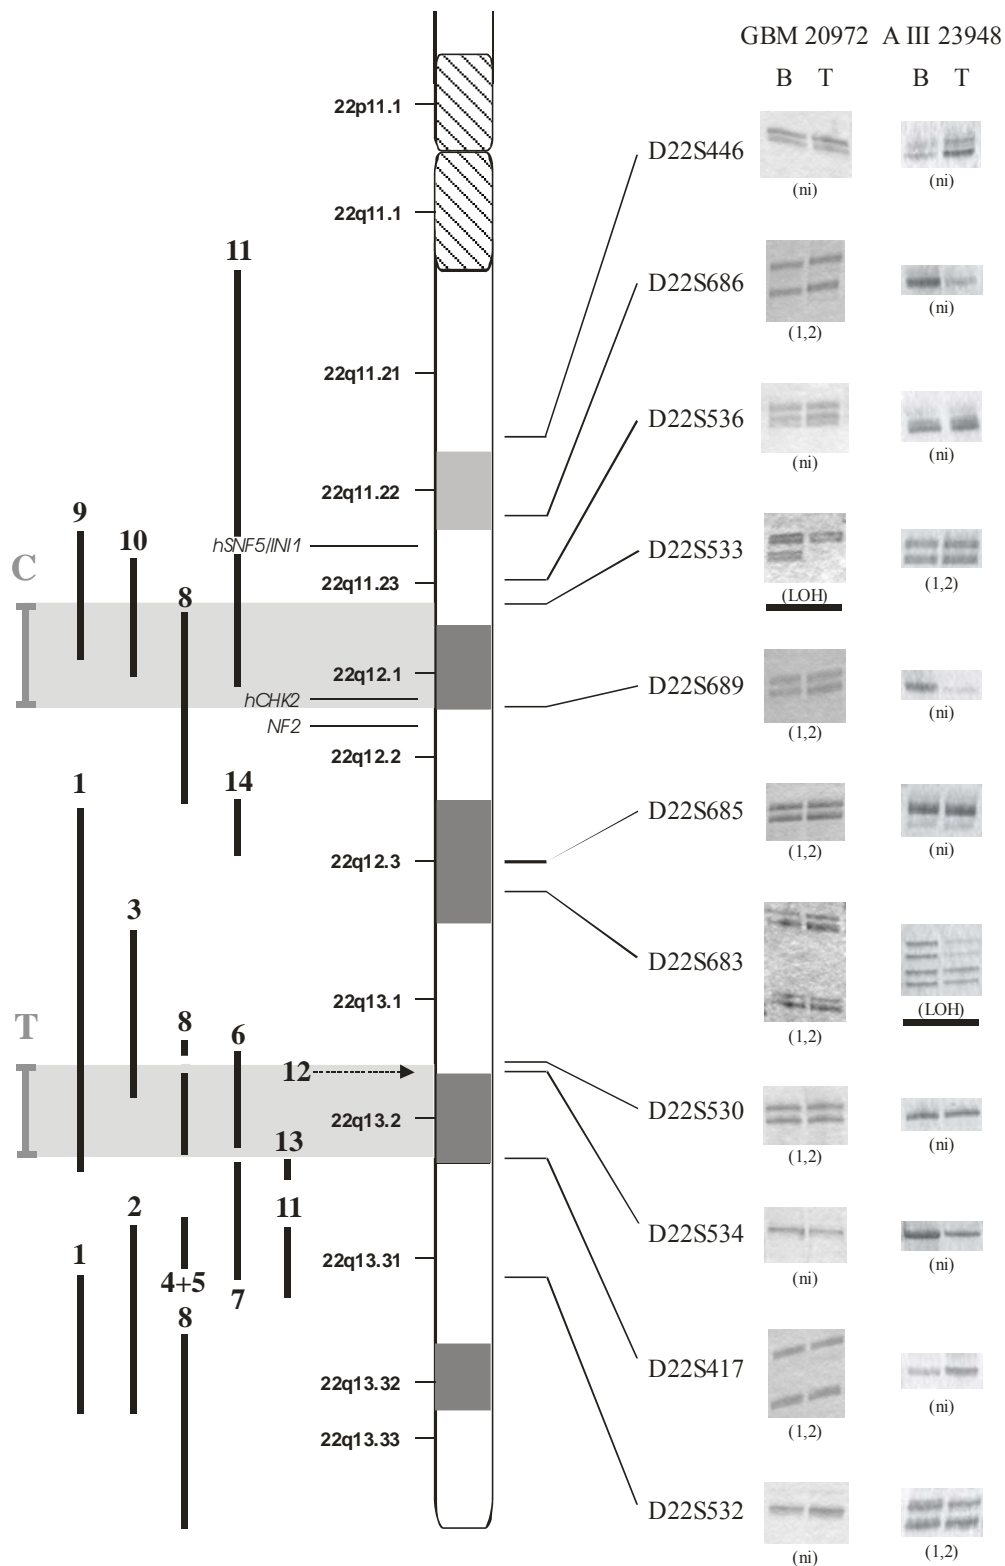 GBM 20972 A III 23948
B T B T
22p11.1
22q11.1
22q11.21
22q11.22
hSNF5/INI1
22q11.23
22q12.1
hCHK2
NF2
22q12.2
22q12.3
22q13.1
22q13.2
22q13.31
22q13.32
22q13.33
11
9
10
8
C
1
14
3
T
8
6
12
13
2
11
1
4+5
7
8
D22S446
(ni) (ni)
D22S686
(1,2) (ni)
D22S536
(ni) (ni)
D22S533
(LOH) (1,2)
D22S689
(1,2) (ni)
D22S685
(1,2) (ni)
D22S683
(1,2) (LOH)
D22S530
(1,2) (ni)
D22S534
(ni) (ni)
D22S417
(1,2) (ni)
D22S532
(ni) (1,2)